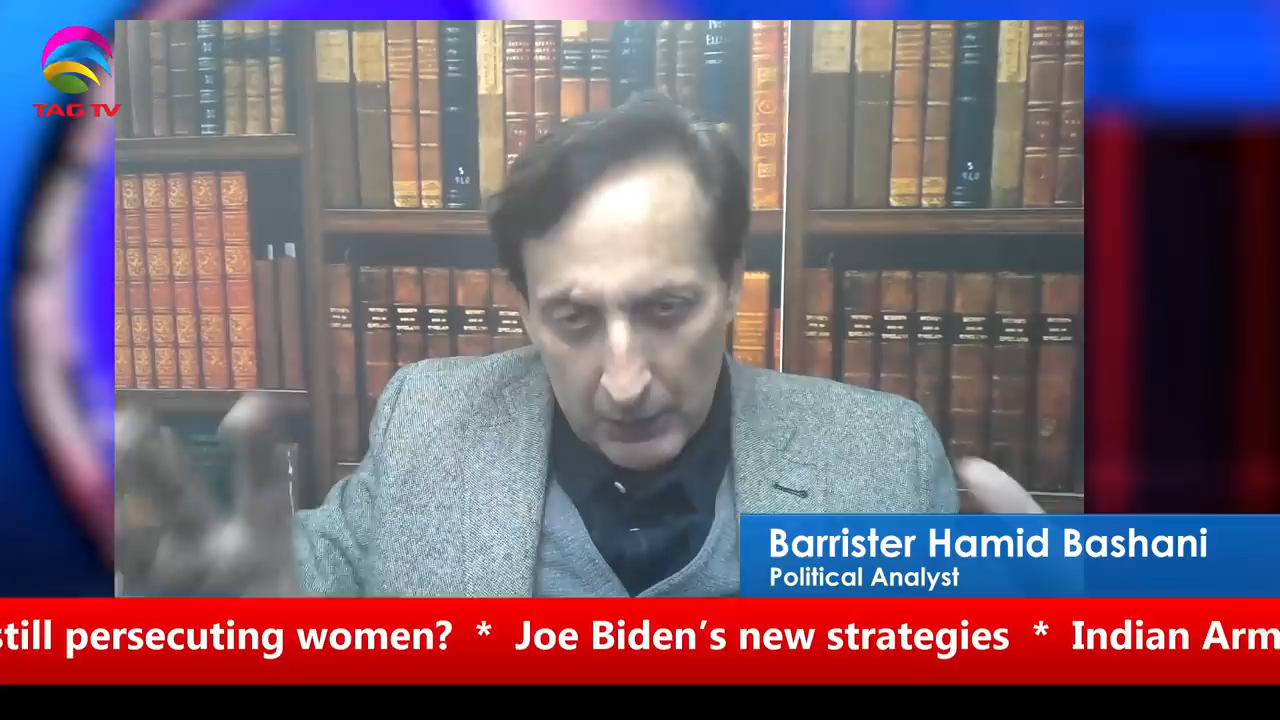 TAG TV
Barrister Hamid Bashani
Political Analyst
still persecuting women? * Joe Biden's new strategies * Indian Arm